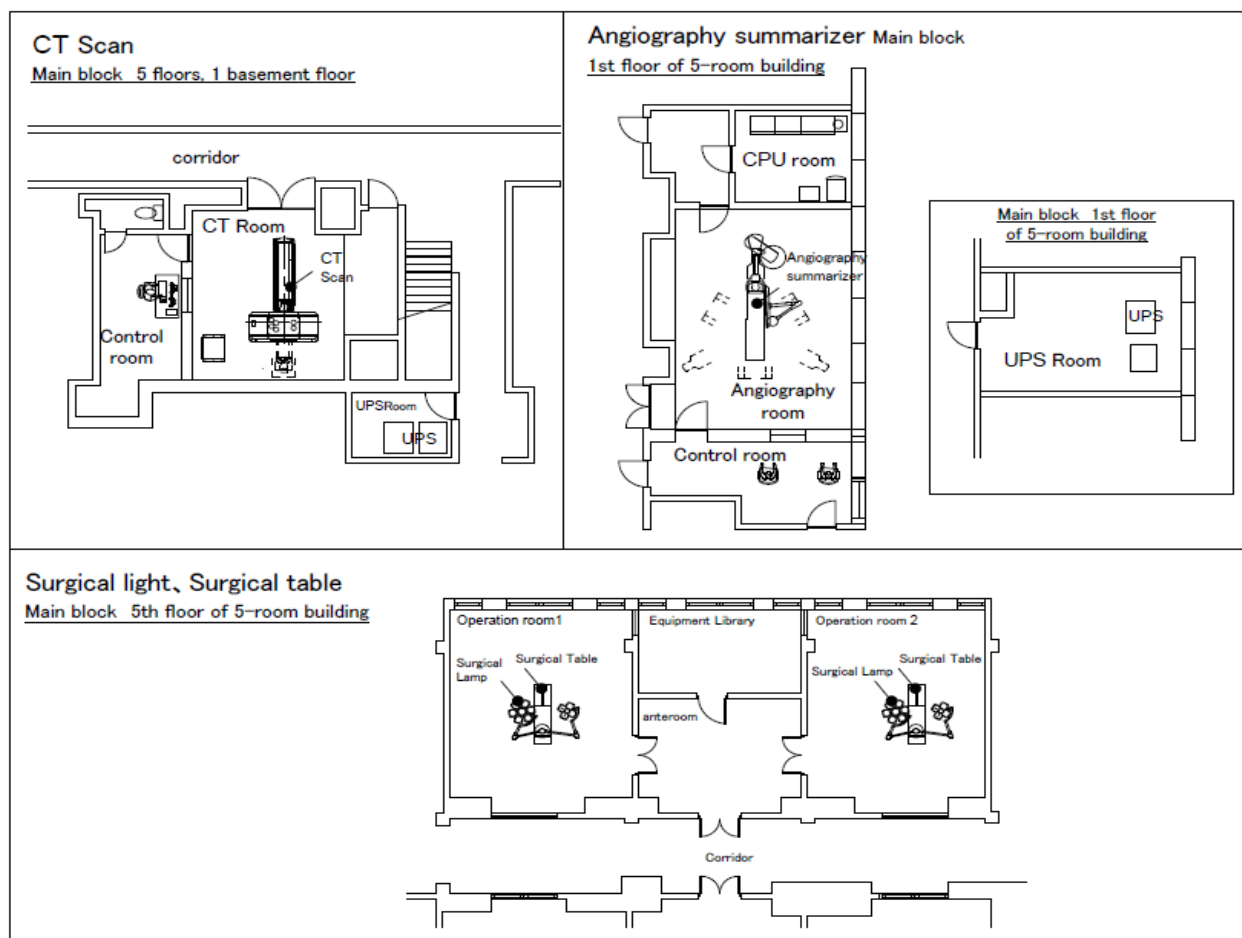 CT Scan
Main block 5 floors, 1 basement floor
corridor
CT Room
CT
Scan
Control
room
UPSRoom
UPS
Angiography summarizer Main block
1st floor of 5-room building
CPU room
Angiography
summarizer
Angiography
room
Control room
Main block 1st floor
of 5-room building
UPS
UPS Room
Surgical light、Surgical table
Main block 5th floor of 5-room building
Operation room1
Equipment Library
Operation room 2
Surgical Table
Surgical
Lamp
Surgical Table
Surgical Lamp
anteroom
Corridor